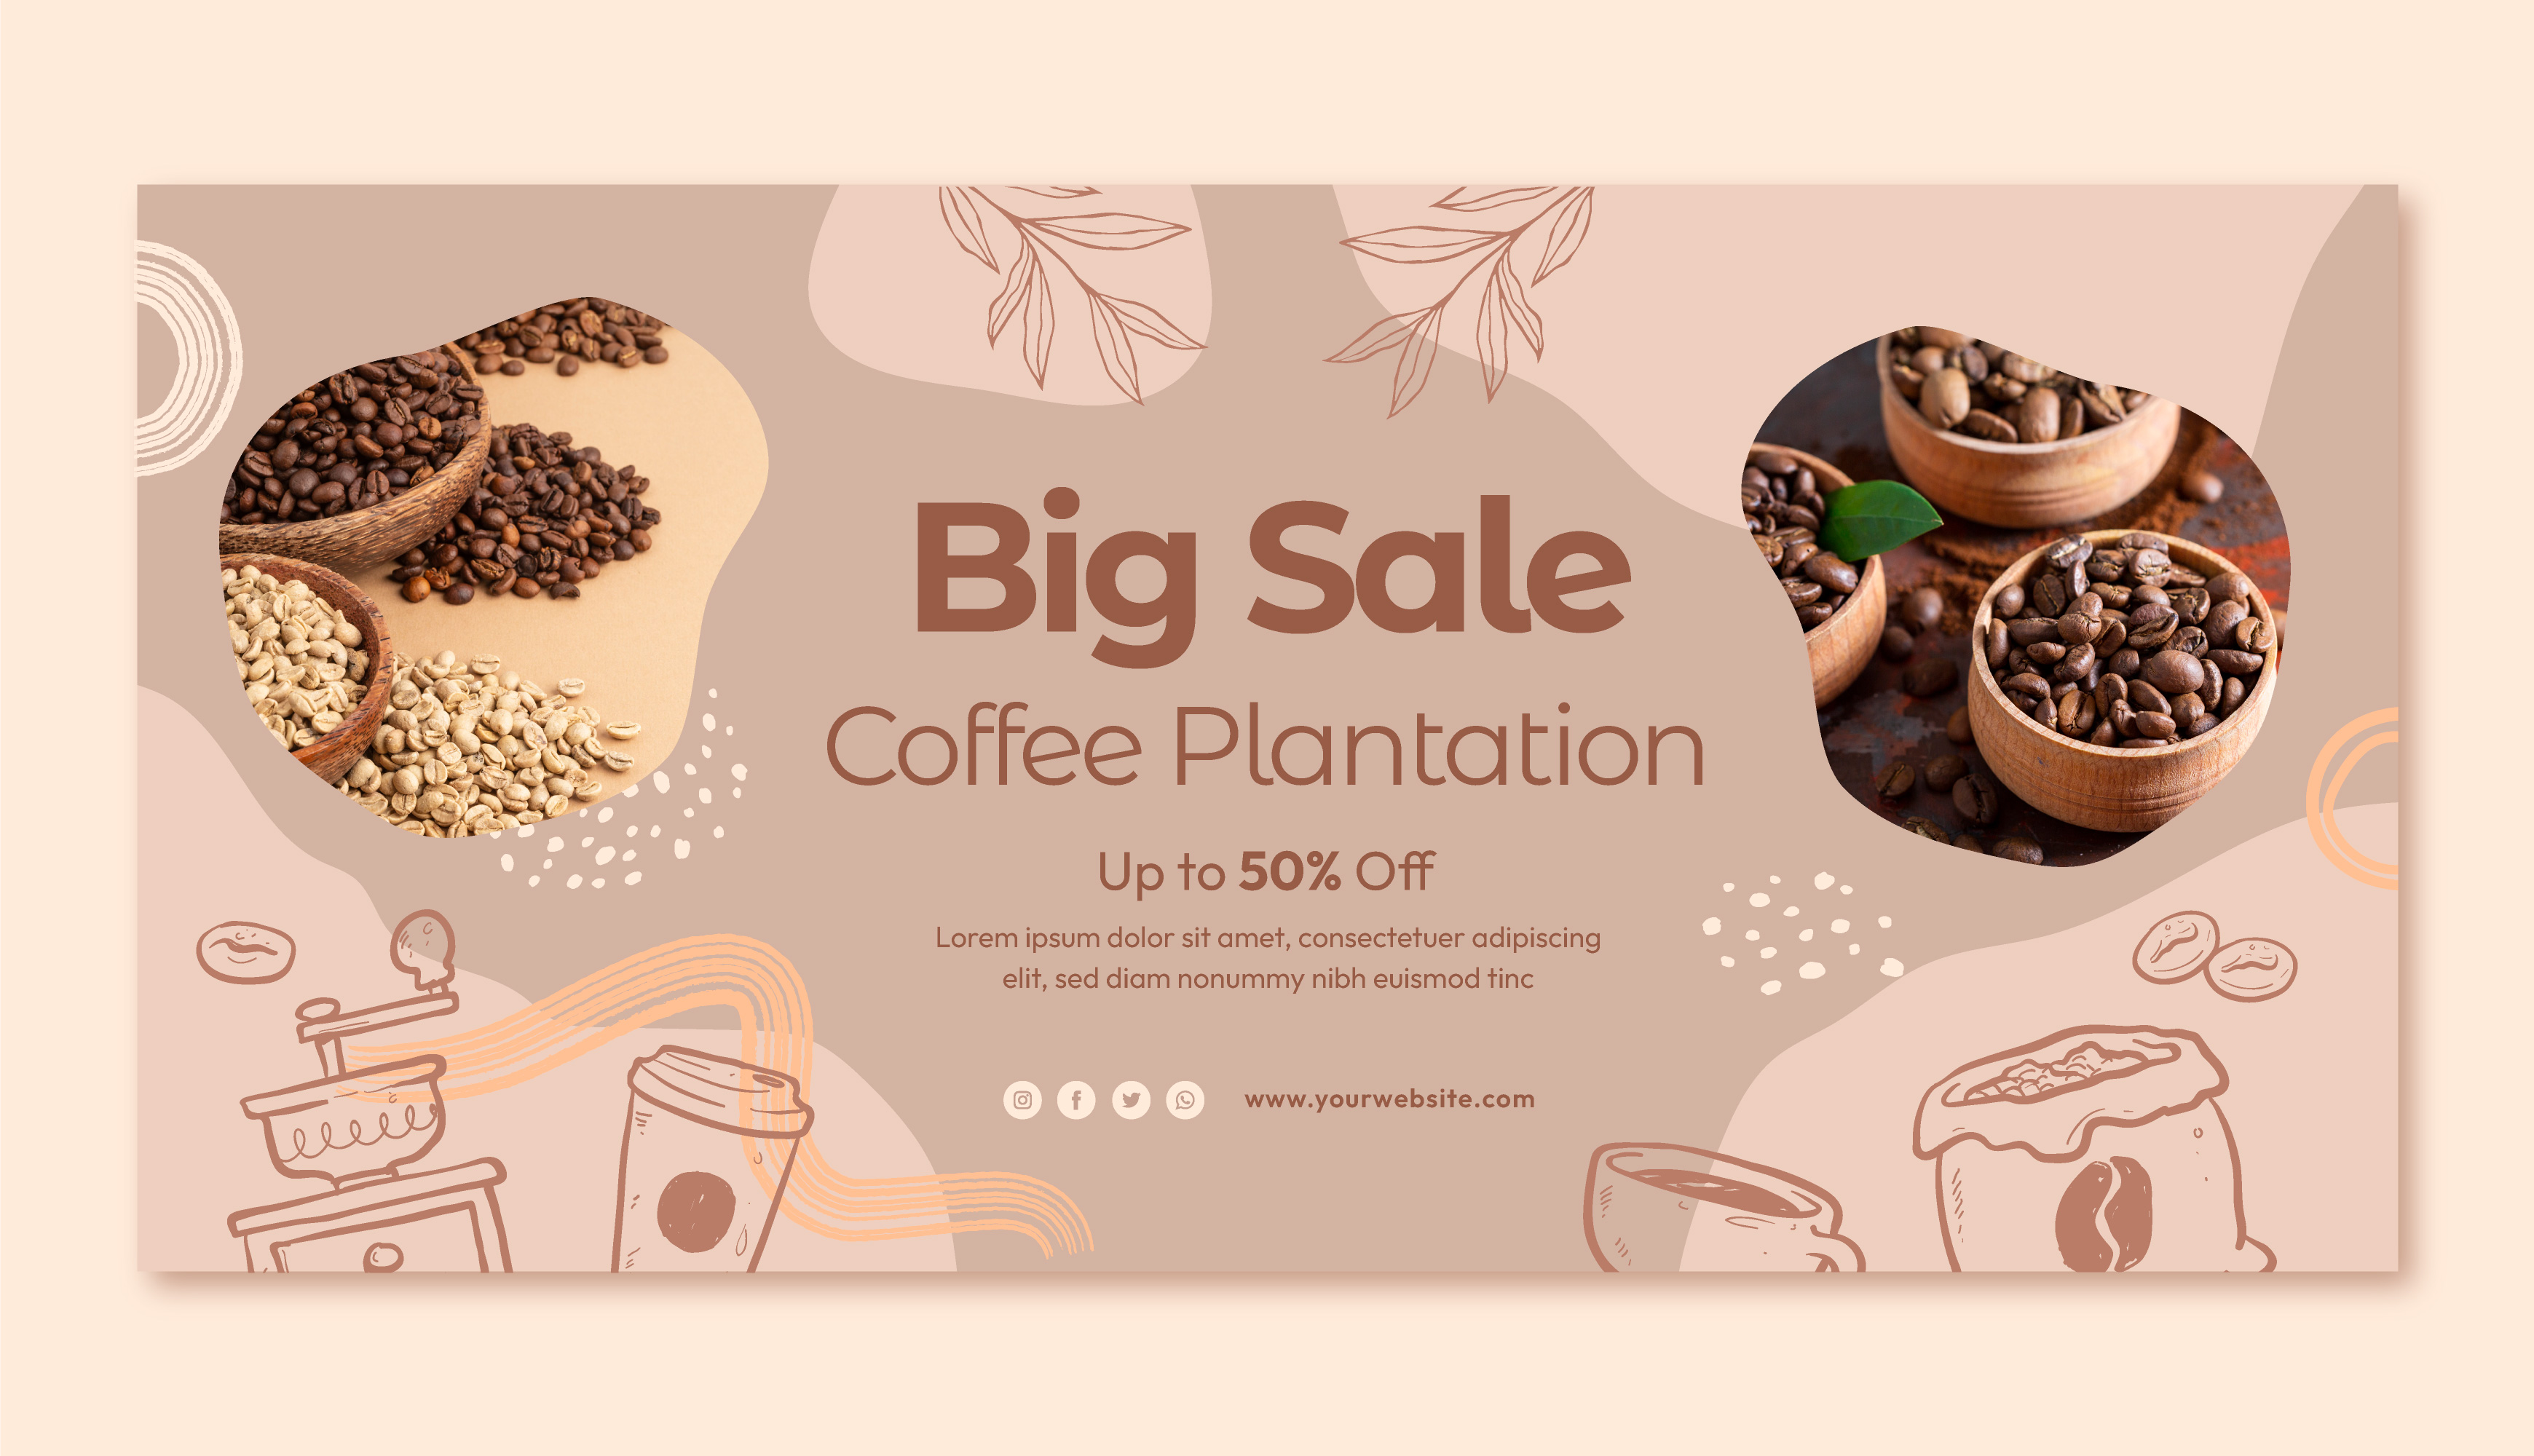 Big Sale
Coffee Plantation
Up to 50% Off
Lorem ipsum dolor sit amet, consectetuer adipiscing
elit, sed diam nonummy nibh euismod tinc
www.yourwebsite.com